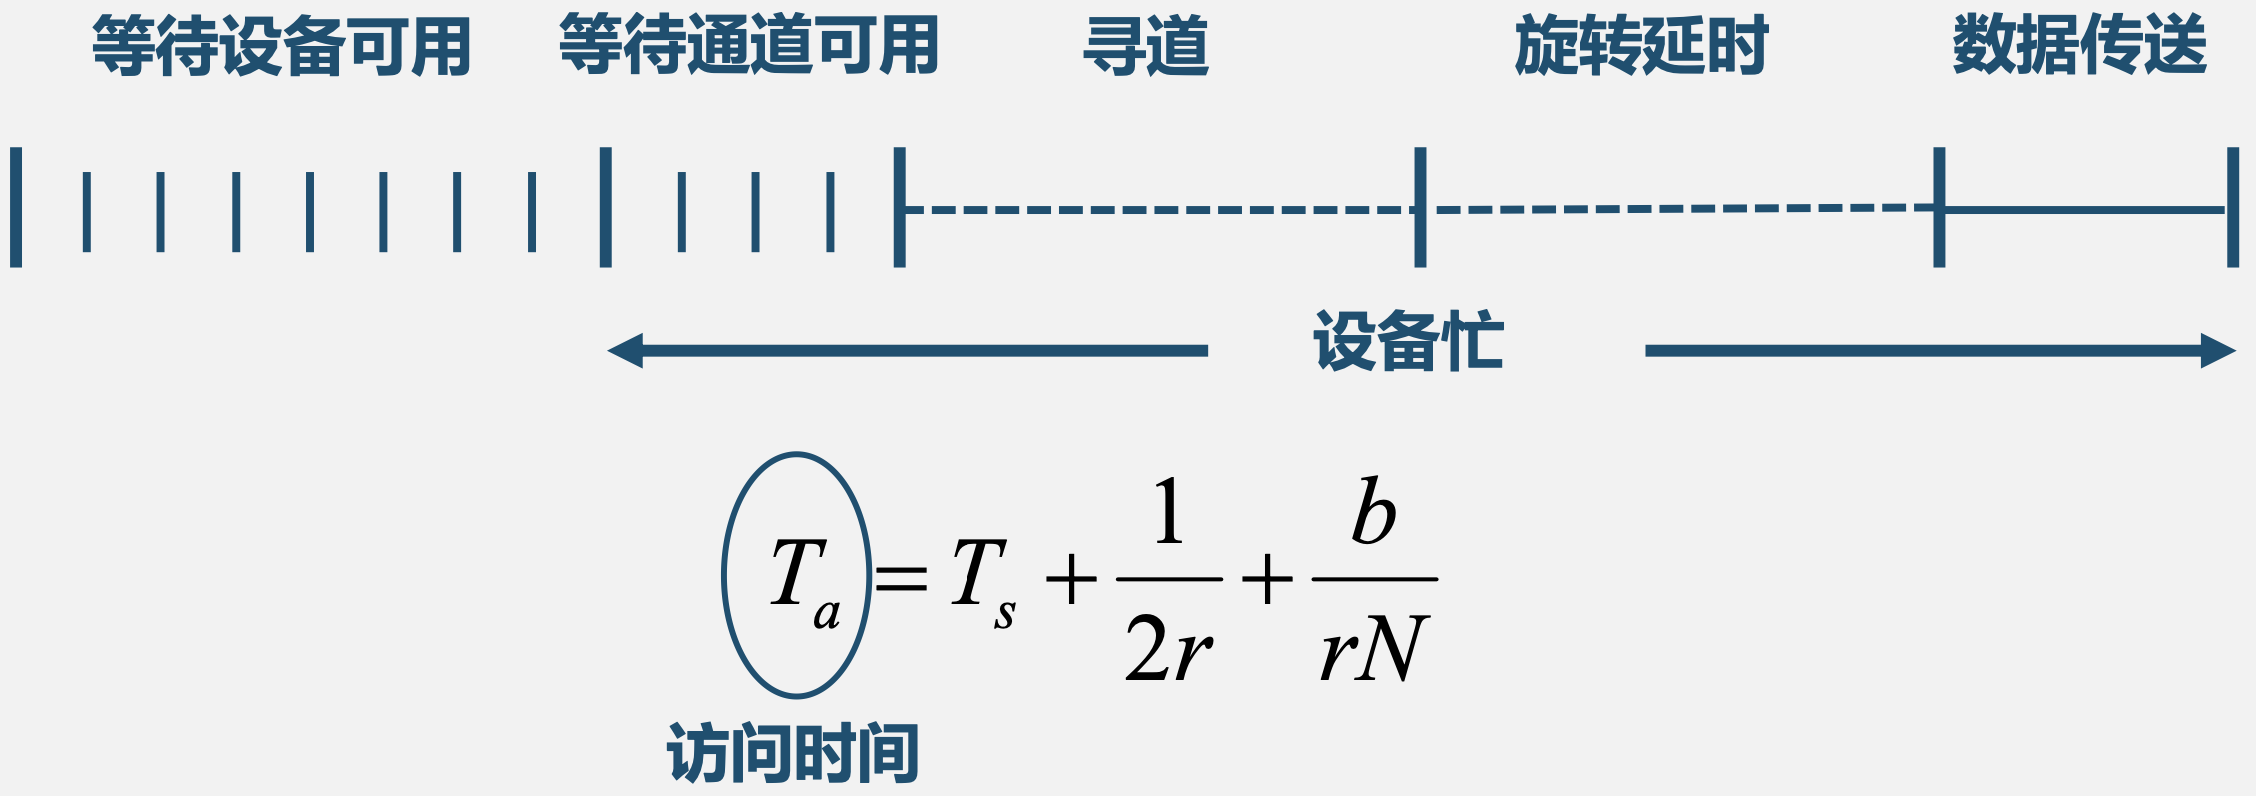 等待设备可用 等待通道可用 寻道 旋转延时 数据传送
设备忙
T_a = T_s + \frac{1}{2r} + \frac{b}{rN}
访问时间